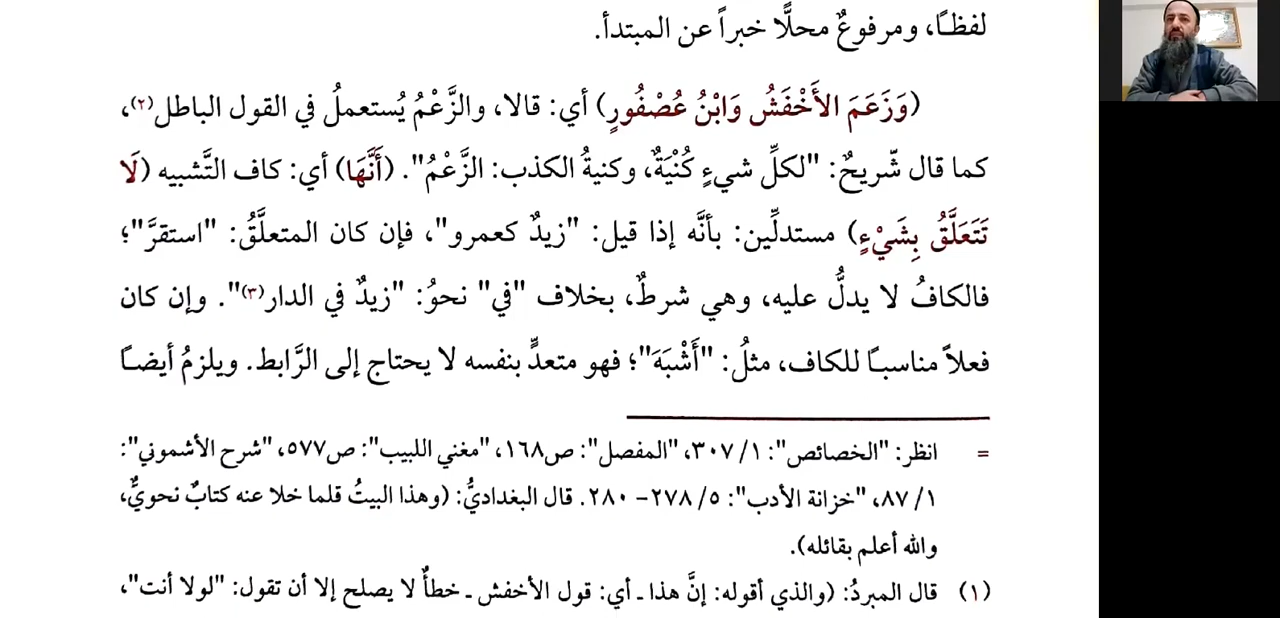 لفظـًا، ومرفوعٌ محلًّا خبراً عن المبتدأ.
(وَزَعَمَ الأَخْفَشُ وَابْنُ عُصْفُورٍ) أي: قالا، والزَّعْمُ يُستعملُ في القول الباطل(٢)،
كما قال شّريحٌ: "لكلِّ شيءٍ كُنْيَةٌ، وكنيةُ الكذب: الزَّعْمُ". (أَنَّهَا) أي: كاف التَّشبيه (لَا
تَتَعَلَّقُ بِشَيْءٍ) مستدلِّين: بأنَّه إذا قيل: "زيدٌ كعمرو"، فإن كان المتعلَّقُ: "استقرَّ"؛
فالكافُ لا يدلُّ عليه، وهي شرطٌ، بخلاف "في" نحوُ: "زيدٌ في الدار(٣)". وإن كان
فعلاً مناسبـًا للكاف، مثلُ: "أَشْبَهَ"؛ فهو متعدٍّ بنفسه لا يحتاج إلى الرَّابط. ويلزمُ أيضـًا
= انظر: "الخصائص": ١/ ٣٠٧، "المفصل": ص١٦٨، "مغني اللبيب": ص٥٧٧، "شرح الأشموني":
١/ ٨٧، "خزانة الأدب": ٥/ ٢٧٨– ٢٨٠. قال البغداديُّ: (وهذا البيتُ قلما خلا عنه كتابٌ نحويٌّ،
والله أعلم بقائله).
(١) قال المبردُ: (والذي أقوله: إنَّ هذا ـ أي: قول الأخفش ـ خطأٌ لا يصلح إلا أن تقول: "لولا أنت"،